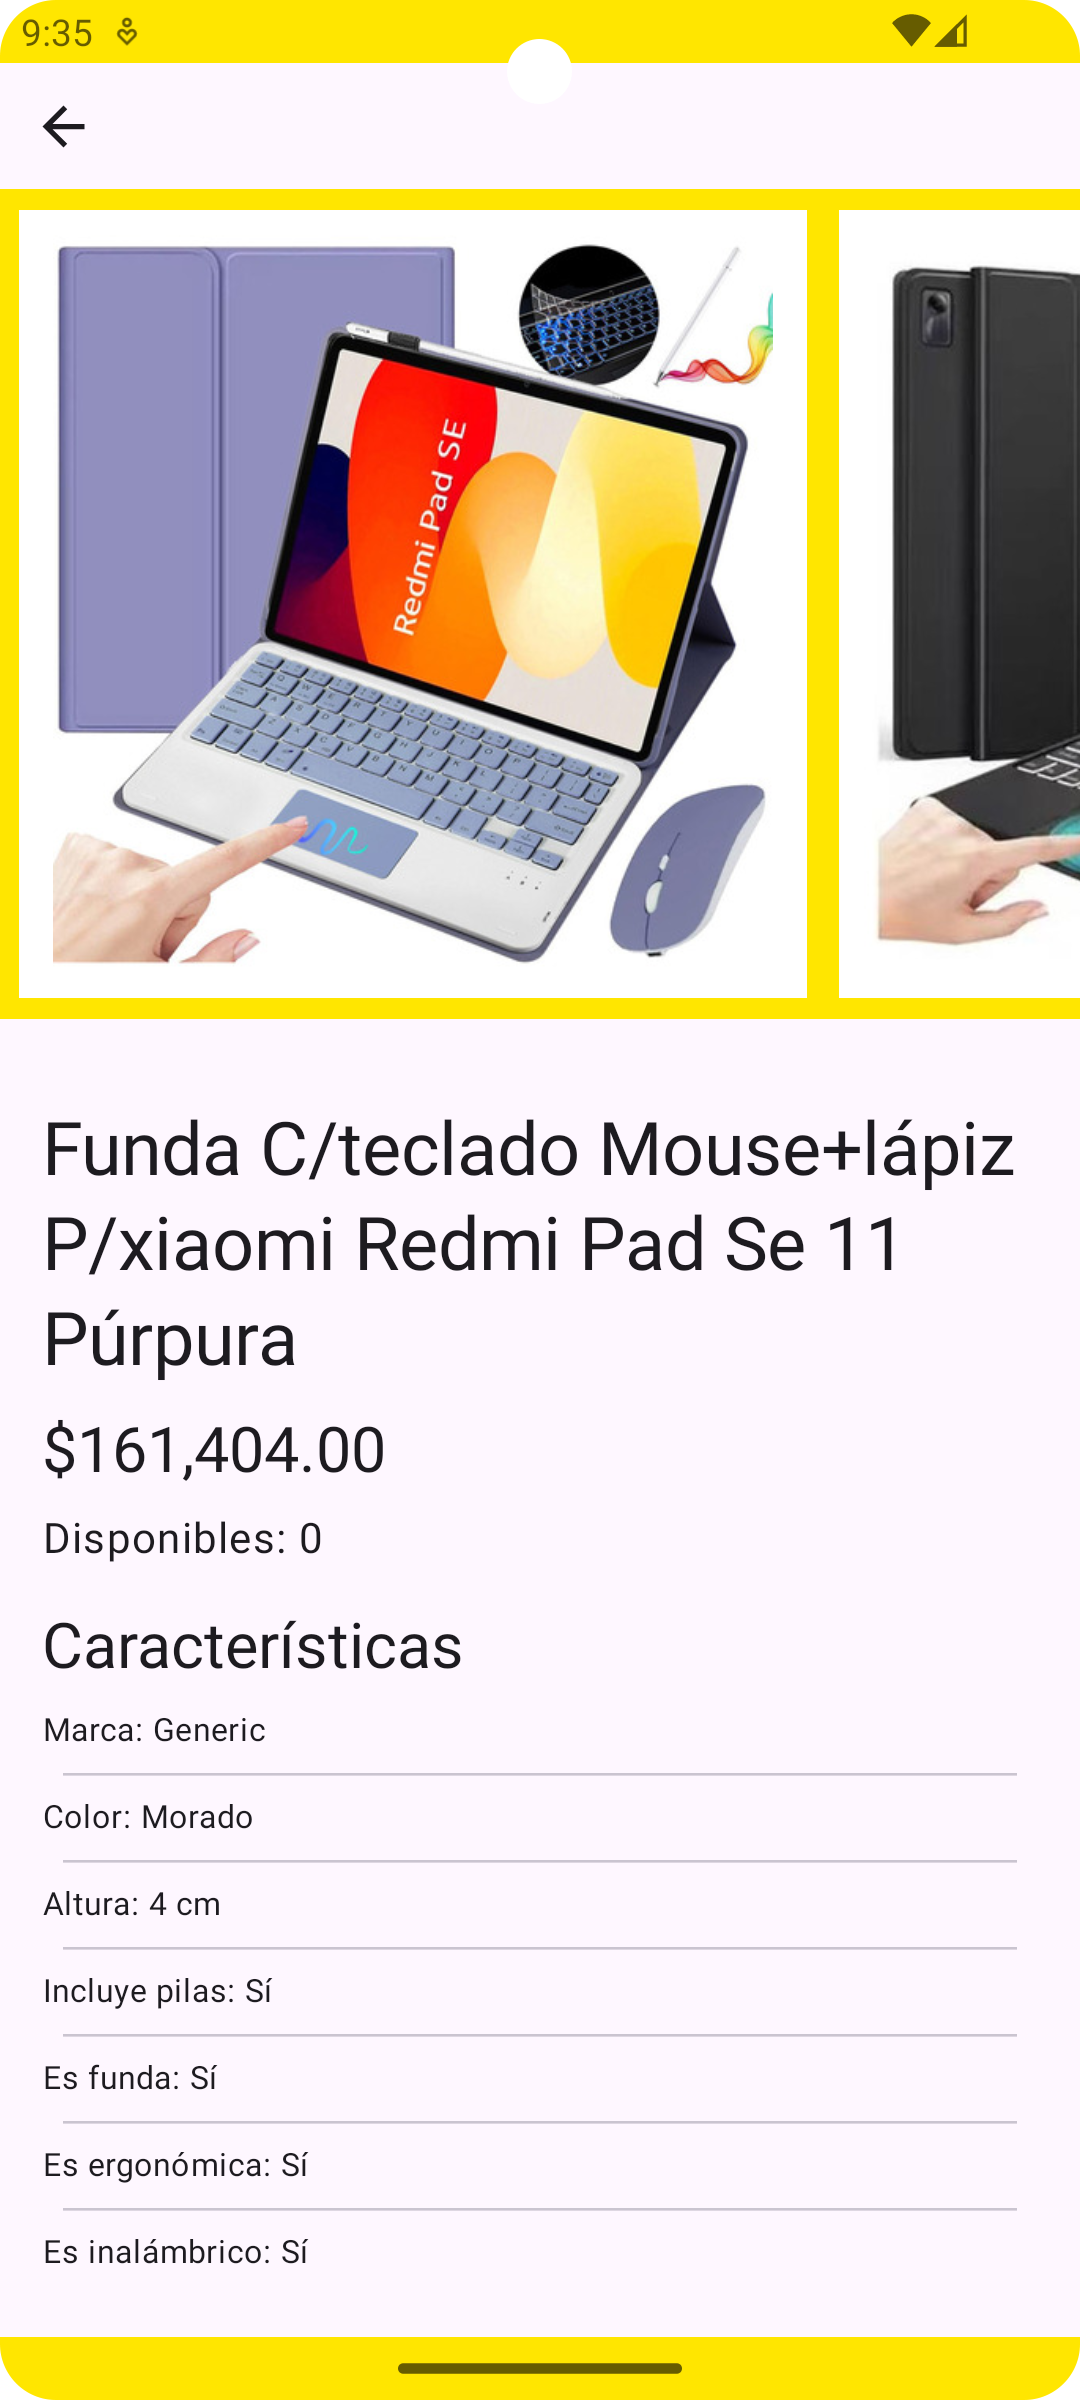 9:35
Redmi Pad SE
Funda C/teclado Mouse+lápiz
P/xiaomi Redmi Pad Se 11
Púrpura
$161,404.00
Disponibles: 0
Características
Marca: Generic
Color: Morado
Altura: 4 cm
Incluye pilas: Sí
Es funda: Sí
Es ergonómica: Sí
Es inalámbrico: Sí